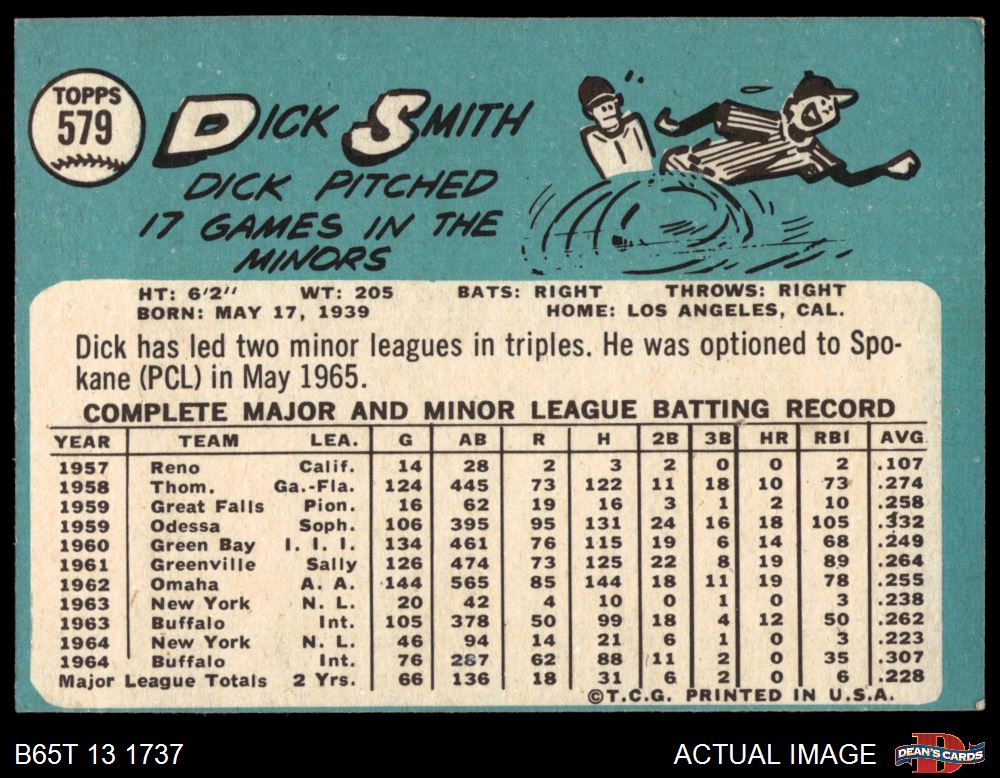 TOPPS
579
DICK SMITH
DICK PITCHED
17 GAMES IN THE
MINORS
HT: 6'2" WT: 205 BATS: RIGHT THROWS: RIGHT
BORN: MAY 17, 1939 HOME: LOS ANGELES, CAL.
Dick has led two minor leagues in triples. He was optioned to Spo-
kane (PCL) in May 1965.
COMPLETE MAJOR AND MINOR LEAGUE BATTING RECORD
YEAR TEAM LEA. G AB R H 2B 3B HR RBI AVG.
1957 Reno Calif. 14 28 2 3 2 0 0 2 .107
1958 Thom. Ga.-Fla. 124 445 73 122 11 18 10 73 .274
1959 Great Falls Pion. 16 62 19 16 3 1 2 10 .258
1959 Odessa Soph. 106 395 95 131 24 16 18 105 .332
1960 Green Bay I. I. I. 134 461 76 115 19 6 14 68 .249
1961 Greenville Sally 126 474 73 125 22 8 19 89 .264
1962 Omaha A. A. 144 565 85 144 18 11 19 78 .255
1963 New York N. L. 20 42 4 10 0 1 0 3 .238
1963 Buffalo Int. 105 378 50 99 18 4 12 50 .262
1964 New York N. L. 46 94 14 21 6 1 0 3 .223
1964 Buffalo Int. 76 287 62 88 11 2 0 35 .307
Major League Totals 2 Yrs. 66 136 18 31 6 2 0 6 .228
©T.C.G. PRINTED IN U.S.A.
B65T 13 1737 ACTUAL IMAGE DEAN'S CARDS